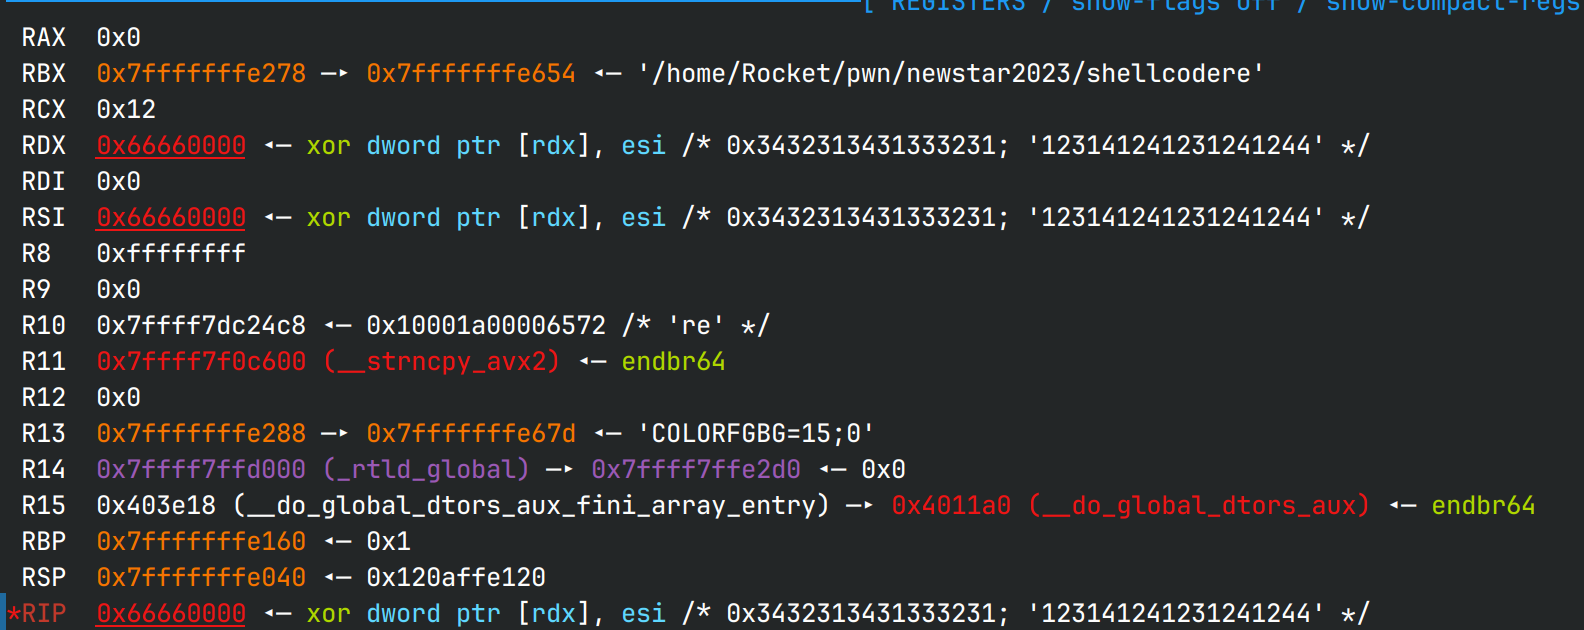 [ REGISTERS / show-flags off / show-compact-regs
RAX 0x0
RBX 0x7fffffffe278 —▸ 0x7fffffffe654 ◂— '/home/Rocket/pwn/newstar2023/shellcodere'
RCX 0x12
RDX 0x66660000 ◂— xor dword ptr [rdx], esi /* 0x3432313431333231; '123141241231241244' */
RDI 0x0
RSI 0x66660000 ◂— xor dword ptr [rdx], esi /* 0x3432313431333231; '123141241231241244' */
R8 0xffffffff
R9 0x0
R10 0x7ffff7dc24c8 ◂— 0x10001a00006572 /* 're' */
R11 0x7ffff7f0c600 (__strncpy_avx2) ◂— endbr64
R12 0x0
R13 0x7fffffffe288 —▸ 0x7fffffffe67d ◂— 'COLORFGBG=15;0'
R14 0x7ffff7ffd000 (_rtld_global) —▸ 0x7ffff7ffe2d0 ◂— 0x0
R15 0x403e18 (__do_global_dtors_aux_fini_array_entry) —▸ 0x4011a0 (__do_global_dtors_aux) ◂— endbr64
RBP 0x7fffffffe160 ◂— 0x1
RSP 0x7fffffffe040 ◂— 0x120affe120
*RIP 0x66660000 ◂— xor dword ptr [rdx], esi /* 0x3432313431333231; '123141241231241244' */